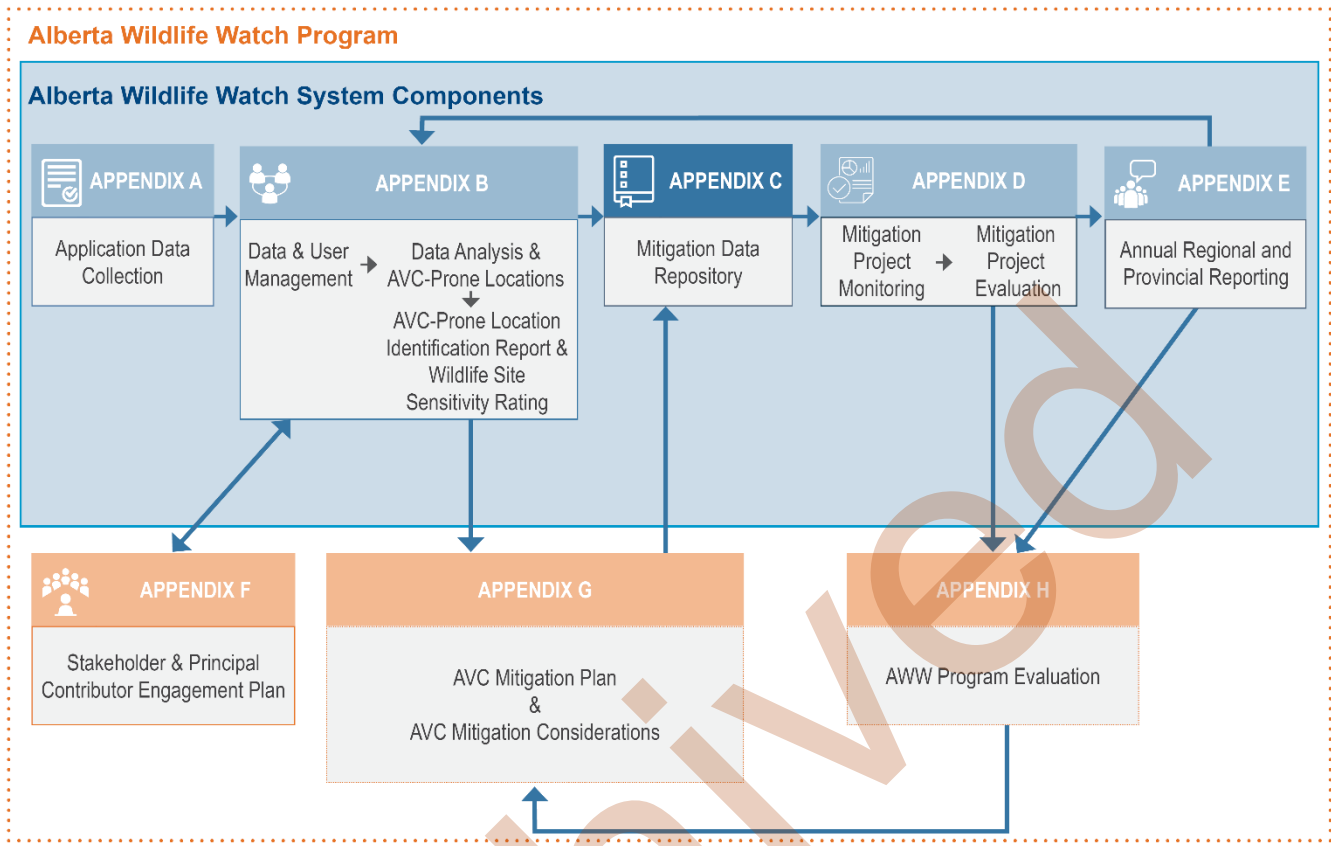 Alberta Wildlife Watch Program
Alberta Wildlife Watch System Components
APPENDIX A
Application Data
Collection
APPENDIX B
Data & User
Management
Data Analysis &
AVC-Prone Locations
AVC-Prone Location
Identification Report &
Wildlife Site
Sensitivity Rating
APPENDIX C
Mitigation Data
Repository
APPENDIX D
Mitigation
Project
Monitoring
Mitigation
Project
Evaluation
APPENDIX E
Annual Regional and
Provincial Reporting
APPENDIX F
Stakeholder & Principal
Contributor Engagement Plan
APPENDIX G
AVC Mitigation Plan
&
AVC Mitigation Considerations
APPENDIX H
AWW Program Evaluation